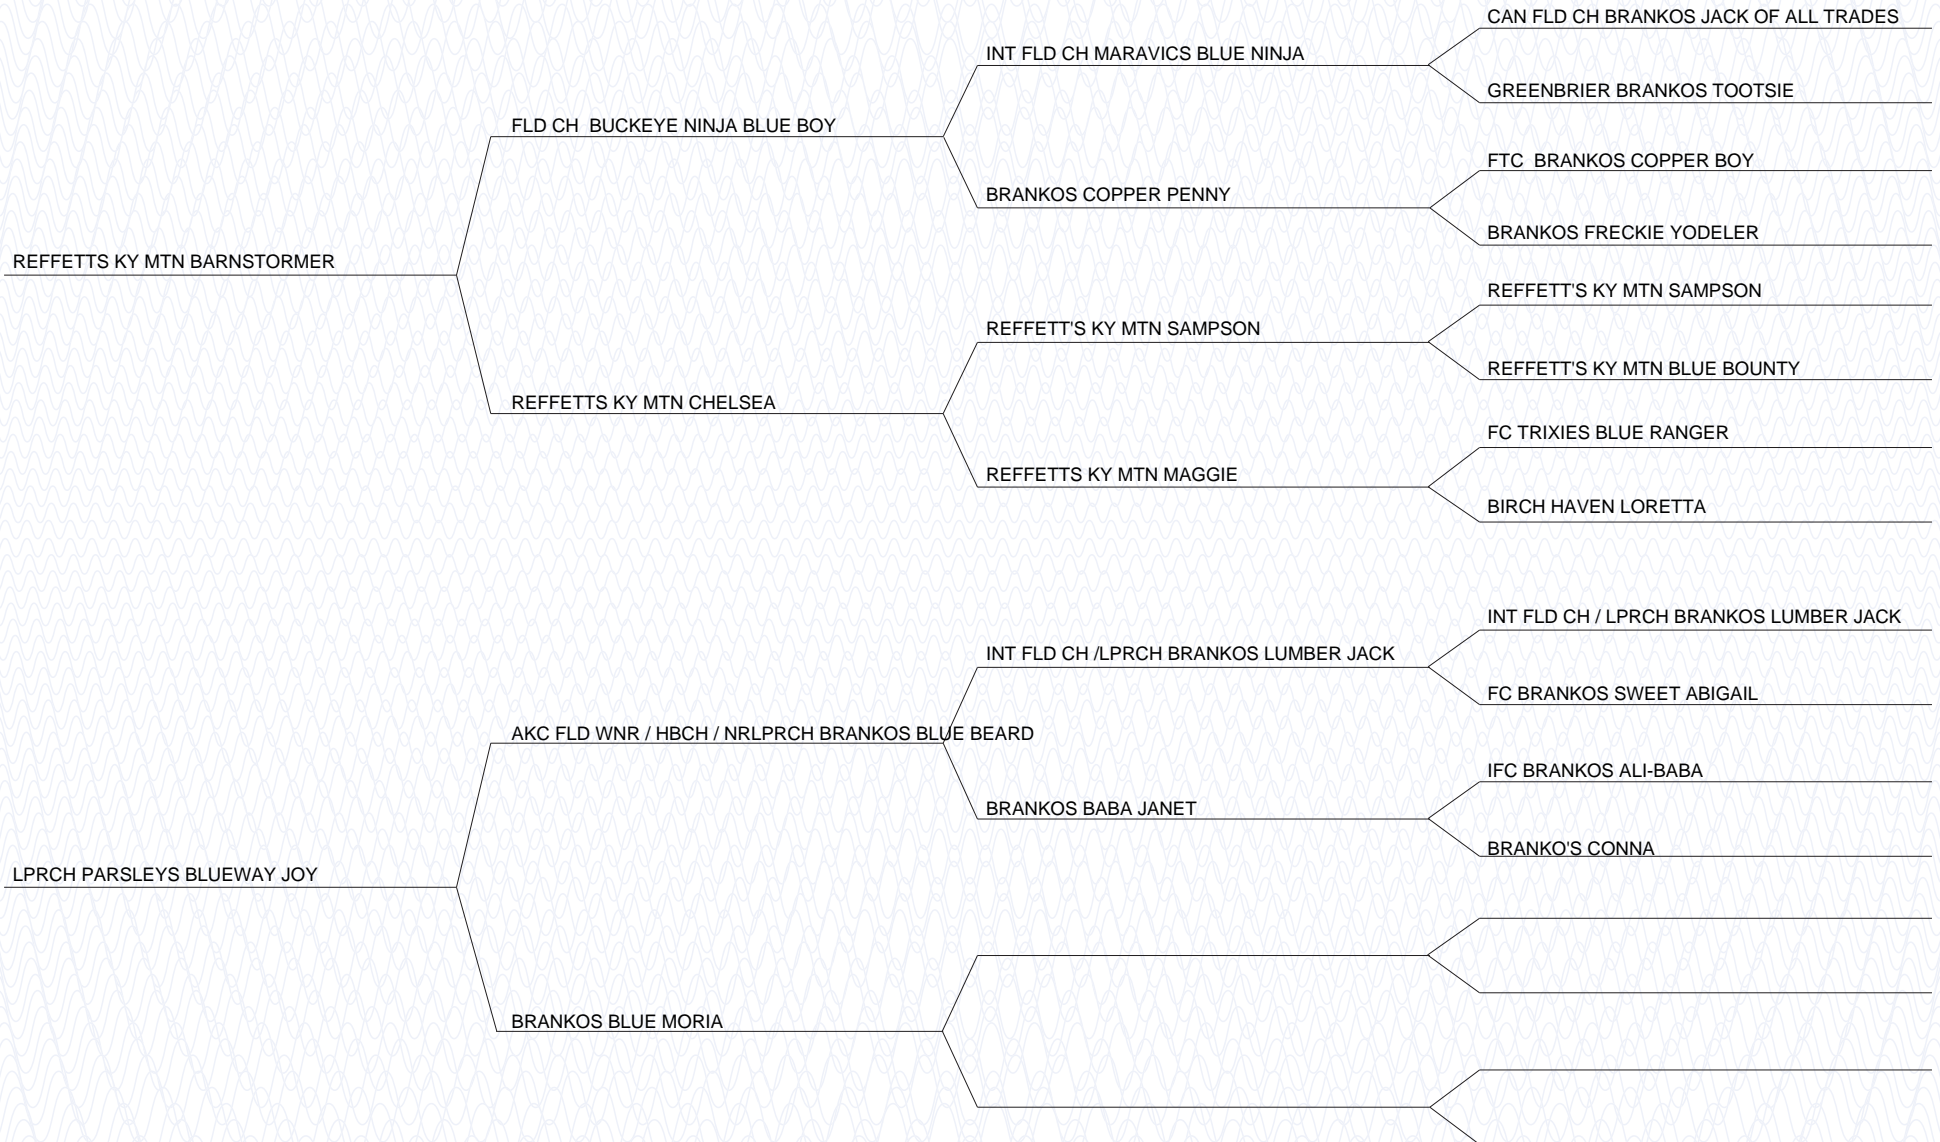 CAN FLD CH BRANKOS JACK OF ALL TRADES
INT FLD CH MARAVICS BLUE NINJA
GREENBRIER BRANKOS TOOTSIE
FLD CH  BUCKEYE NINJA BLUE BOY
FTC  BRANKOS COPPER BOY
BRANKOS COPPER PENNY
BRANKOS FRECKIE YODELER
REFFETTS KY MTN BARNSTORMER
REFFETT'S KY MTN SAMPSON
REFFETT'S KY MTN SAMPSON
REFFETT'S KY MTN BLUE BOUNTY
REFFETTS KY MTN CHELSEA
FC TRIXIES BLUE RANGER
REFFETTS KY MTN MAGGIE
BIRCH HAVEN LORETTA
INT FLD CH / LPRCH BRANKOS LUMBER JACK
INT FLD CH /LPRCH BRANKOS LUMBER JACK
FC BRANKOS SWEET ABIGAIL
AKC FLD WNR / HBCH / NRLPRCH BRANKOS BLUE BEARD
IFC BRANKOS ALI-BABA
BRANKOS BABA JANET
BRANKO'S CONNA
LPRCH PARSLEYS BLUEWAY JOY
BRANKOS BLUE MORIA